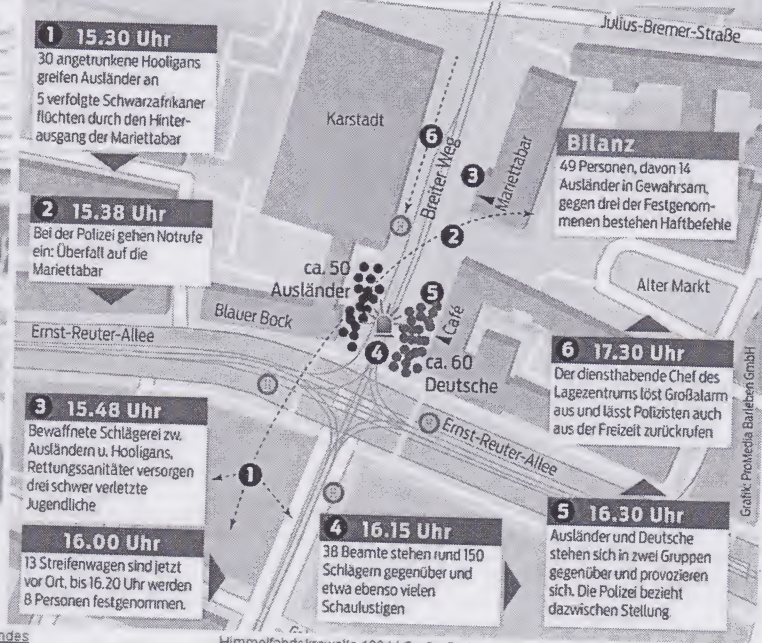 Julius-Bremer-Straße
1 15.30 Uhr
30 angetrunkene Hooligans
greifen Ausländer an
5 verfolgte Schwarzafrikaner
flüchten durch den Hinter-
ausgang der Mariettabar
Karstadt
6
Breiter Weg
3
Mariettabar
Bilanz
49 Personen, davon 14
Ausländer in Gewahrsam,
gegen drei der Festgenom-
menen bestehen Haftbefehle
2 15.38 Uhr
Bei der Polizei gehen Notrufe
ein: Überfall auf die
Mariettabar
2
ca. 50
Ausländer
5
Alter Markt
Blauer Bock
Café
4
ca. 60
Deutsche
Ernst-Reuter-Allee
6 17.30 Uhr
Der diensthabende Chef des
Lagezentrums löst Großalarm
aus und lässt Polizisten auch
aus der Freizeit zurückrufen
Grafik: ProMedia Barleben GmbH
3 15.48 Uhr
Bewaffnete Schlägerei zw.
Ausländern u. Hooligans,
Rettungssanitäter versorgen
drei schwer verletzte
Jugendliche
1
Ernst-Reuter-Allee
16.00 Uhr
13 Streifenwagen sind jetzt
vor Ort, bis 16.20 Uhr werden
8 Personen festgenommen.
4 16.15 Uhr
38 Beamte stehen rund 150
Schlägern gegenüber und
etwa ebenso vielen
Schaulustigen
5 16.30 Uhr
Ausländer und Deutsche
stehen sich in zwei Gruppen
gegenüber und provozieren
sich. Die Polizei bezieht
dazwischen Stellung